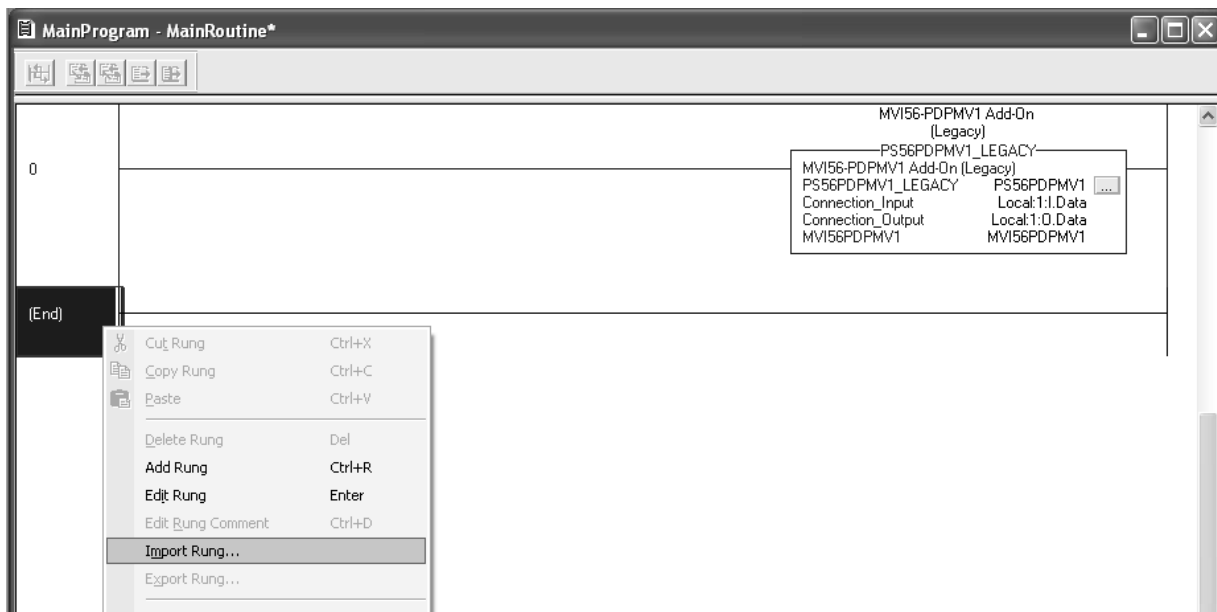 MainProgram - MainRoutine*
MVI56-PDPMV1 Add-On
(Legacy)
PS56PDPMV1_LEGACY
0
MVI56-PDPMV1 Add-On (Legacy)
PS56PDPMV1_LEGACY PS56PDPMV1 ...
Connection_Input Local:1:I.Data
Connection_Output Local:1:O.Data
MVI56PDPMV1 MVI56PDPMV1
(End)
Cut Rung Ctrl+X
Copy Rung Ctrl+C
Paste Ctrl+V
Delete Rung Del
Add Rung Ctrl+R
Edit Rung Enter
Edit Rung Comment Ctrl+D
Import Rung...
Export Rung...